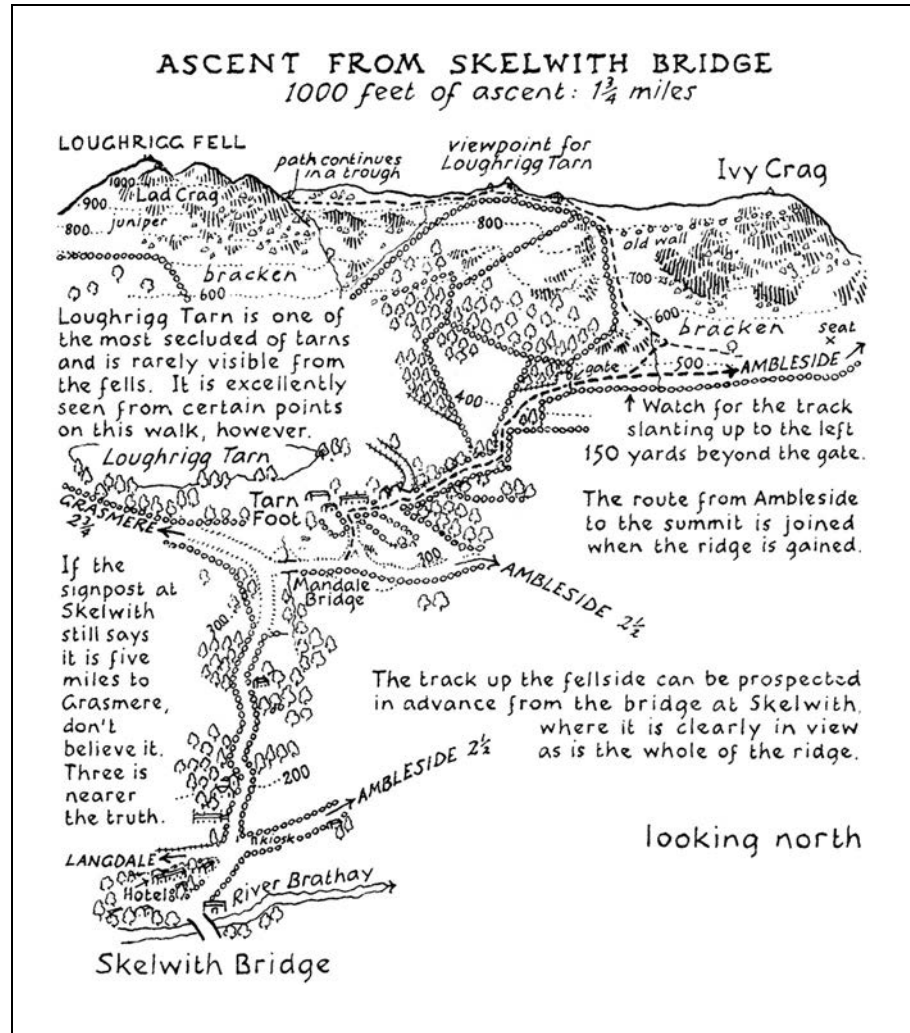 ASCENT FROM SKELWITH BRIDGE
1000 feet of ascent: 1¾ miles
LOUGHRIGG FELL
path continues
in a trough
viewpoint for
Loughrigg Tarn
Ivy Crag
1000
900
Lad Crag
800
juniper
800
old wall
bracken
600
700
600
bracken
seat
x
Loughrigg Tarn is one of
the most secluded of tarns
and is rarely visible from
the fells. It is excellently
seen from certain points
on this walk, however.
gate
500
AMBLESIDE
400
↑ Watch for the track
slanting up to the left
150 yards beyond the gate.
Loughrigg Tarn
Tarn
Foot
The route from Ambleside
to the summit is joined
when the ridge is gained.
GRASMERE
2¾
300
AMBLESIDE 2½
Mandale
Bridge
If the
signpost at
Skelwith
still says
it is five
miles to
Grasmere,
don't
believe it.
Three is
nearer
the truth.
300
The track up the fellside can be prospected
in advance from the bridge at Skelwith,
where it is clearly in view
as is the whole of the ridge.
200
AMBLESIDE 2½
kiosk
looking north
LANGDALE
Hotel
River Brathay
Skelwith Bridge